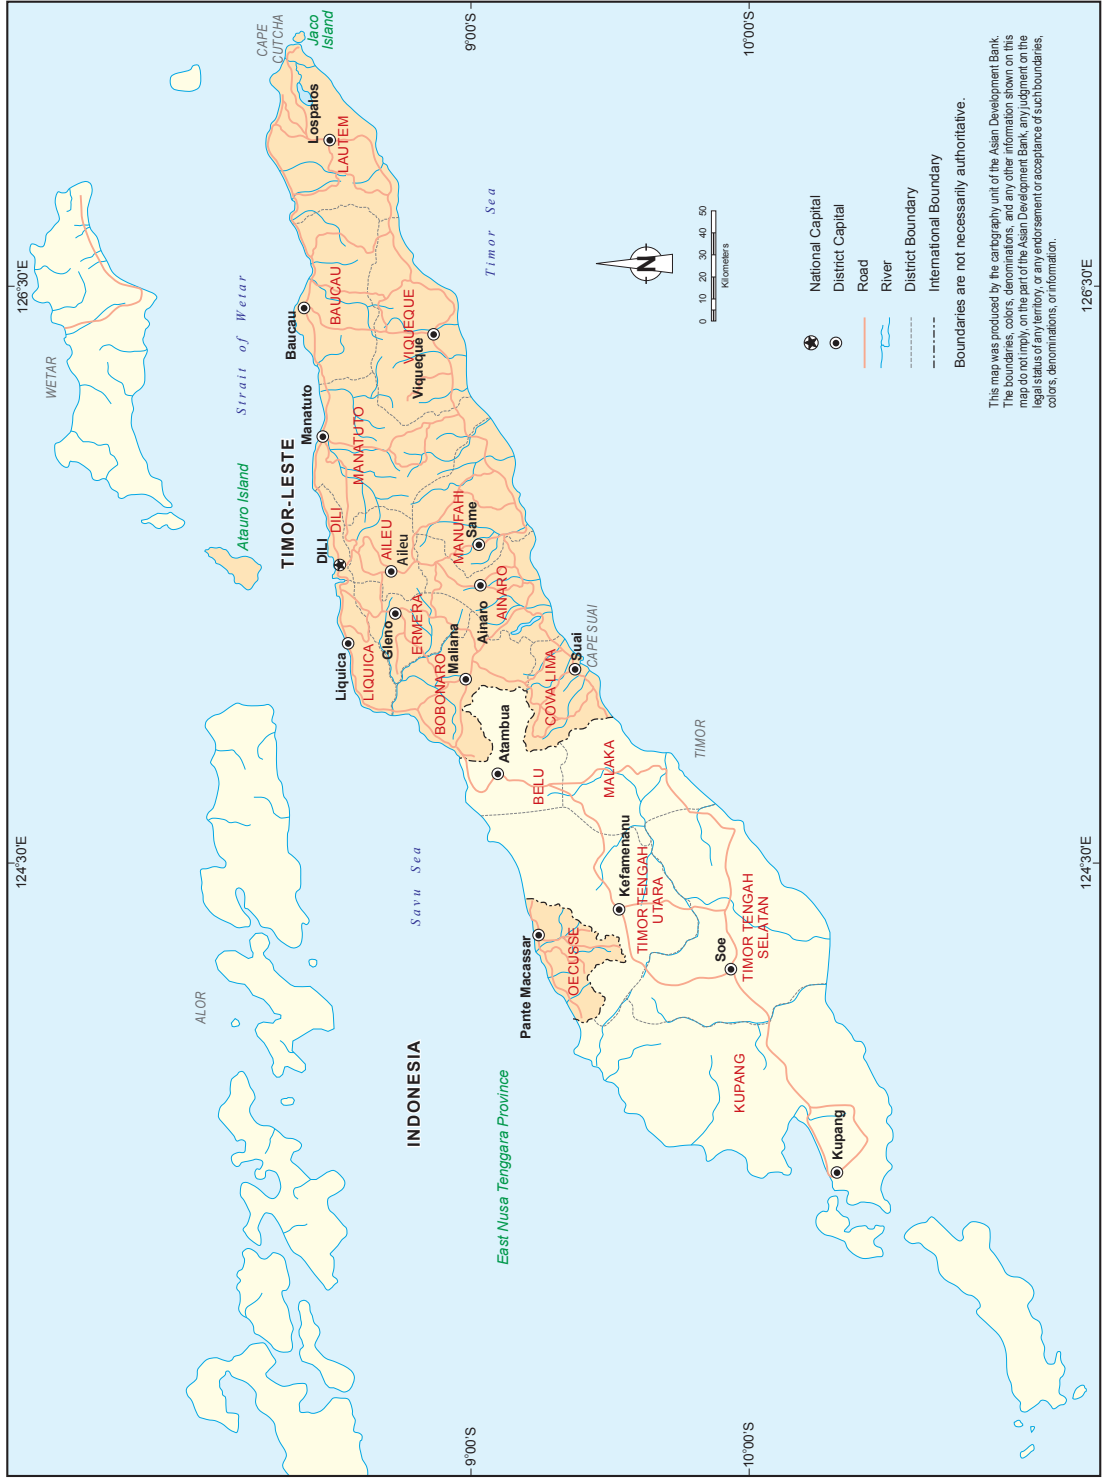 124°30'E
126°30'E
WETAR
ALOR
Atauro Island
Strait of Wetar
CAPE
CUTCHA
Jaco
Island
TIMOR-LESTE
Lospalos
LAUTEM
Baucau
BAUCAU
Manatuto
MANATUTO
DILI
DILI
Liquica
LIQUICA
AILEU
Aileu
Gleno
ERMERA
VIQUEQUE
Viqueque
BOBONARO
Maliana
MANUFAHI
Same
Ainaro
AINARO
9°00'S
9°00'S
Savu Sea
Timor Sea
INDONESIA
East Nusa Tenggara Province
Atambua
BELU
COVA LIMA
Suai
CAPE SUAI
Pante Macassar
OECUSSE
MALAKA
Kefamenanu
TIMOR TENGAH
UTARA
TIMOR
Soe
TIMOR TENGAH
SELATAN
KUPANG
Kupang
10°00'S
10°00'S
N
0 10 20 30 40 50
Kilometers
National Capital
District Capital
Road
River
District Boundary
International Boundary
Boundaries are not necessarily authoritative.
This map was produced by the cartography unit of the Asian Development Bank.
The boundaries, colors, denominations, and any other information shown on this
map do not imply, on the part of the Asian Development Bank, any judgment on the
legal status of any territory, or any endorsement or acceptance of such boundaries,
colors, denominations, or information.
124°30'E
126°30'E